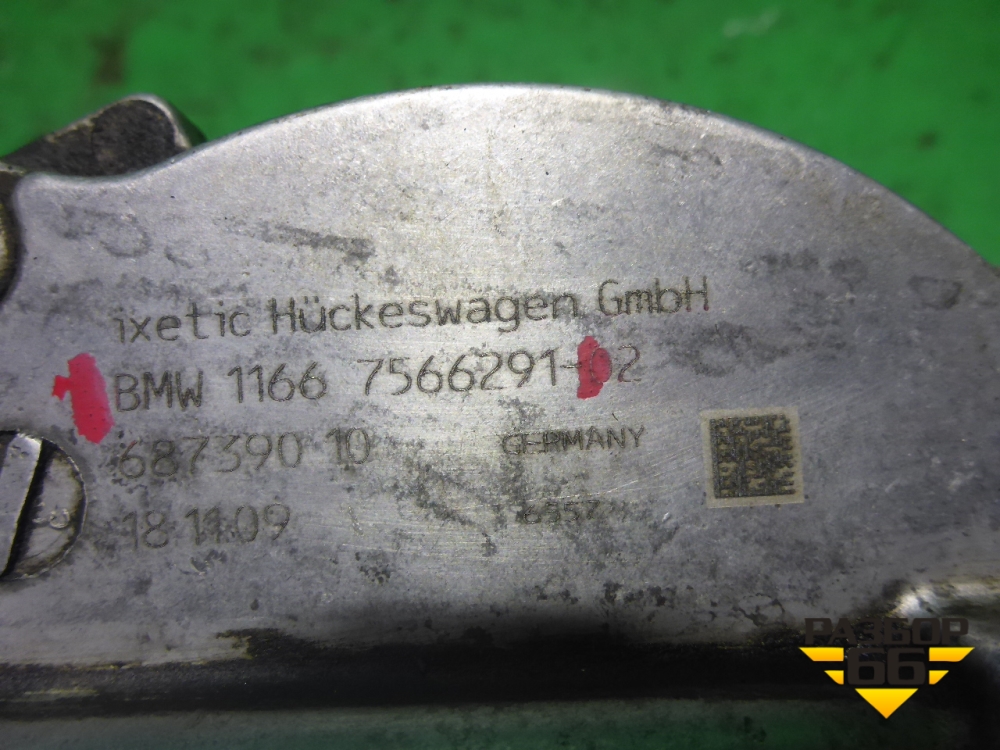 ixetic Hückeswagen GmbH
BMW 1166 7566291-02
687390 10
GERMANY
18 11 09
РАЗБОР
66